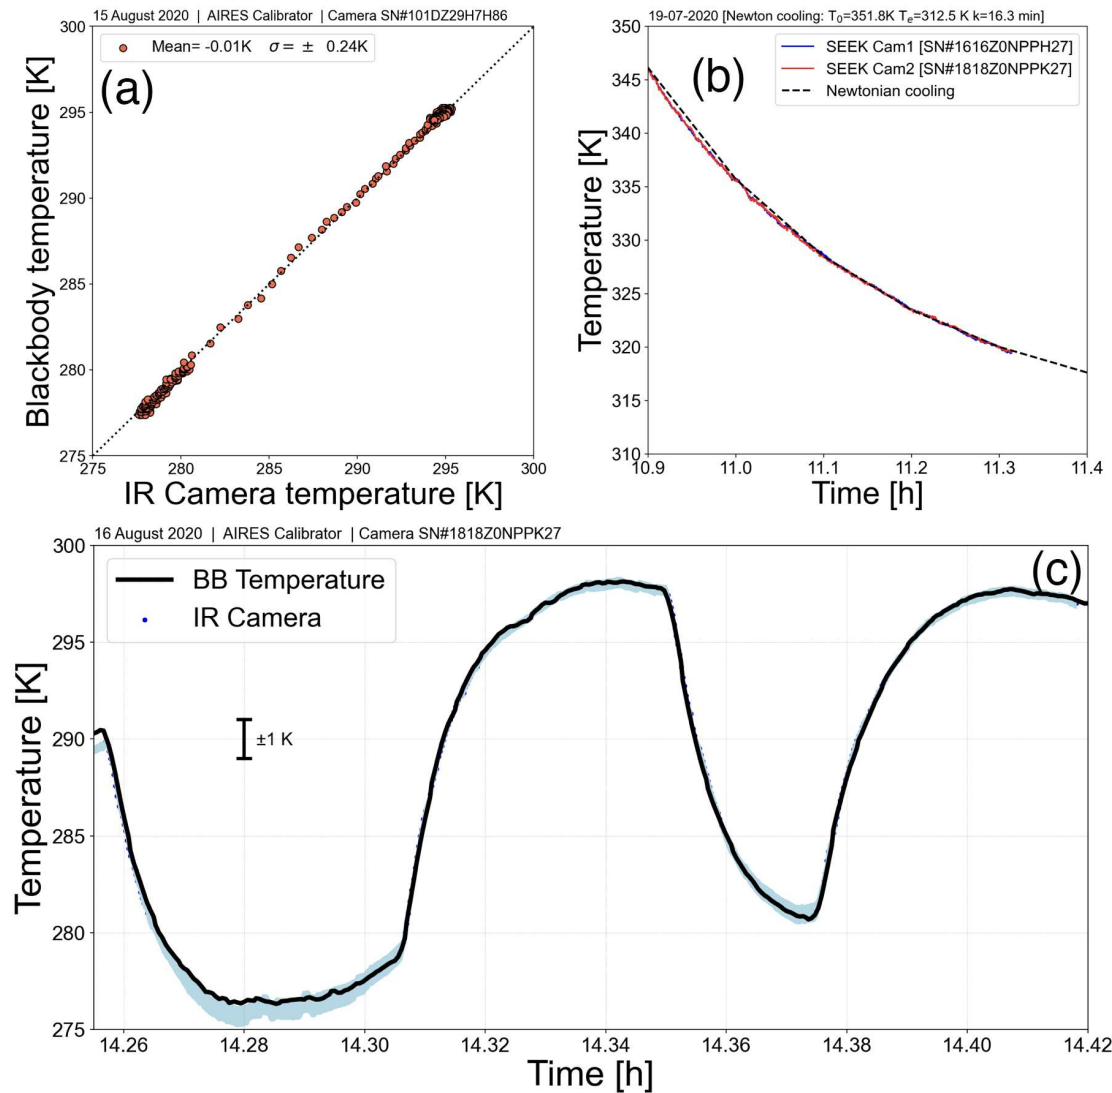 15 August 2020 | AIRES Calibrator | Camera SN#101DZ29H7H86
300
295
290
285
280
275
Blackbody temperature [K]
Mean= -0.01K σ= ± 0.24K
(a)
275 280 285 290 295 300
IR Camera temperature [K]
19-07-2020 [Newton cooling: T₀=351.8K Tₑ=312.5 K k=16.3 min]
350
345
340
335
330
325
320
315
310
Temperature [K]
(b)
SEEK Cam1 [SN#1616Z0NPPH27]
SEEK Cam2 [SN#1818Z0NPPK27]
Newtonian cooling
10.9 11.0 11.1 11.2 11.3 11.4
Time [h]
16 August 2020 | AIRES Calibrator | Camera SN#1818Z0NPPK27
300
295
290
285
280
275
Temperature [K]
BB Temperature
IR Camera
(c)
±1 K
14.26 14.28 14.30 14.32 14.34 14.36 14.38 14.40 14.42
Time [h]